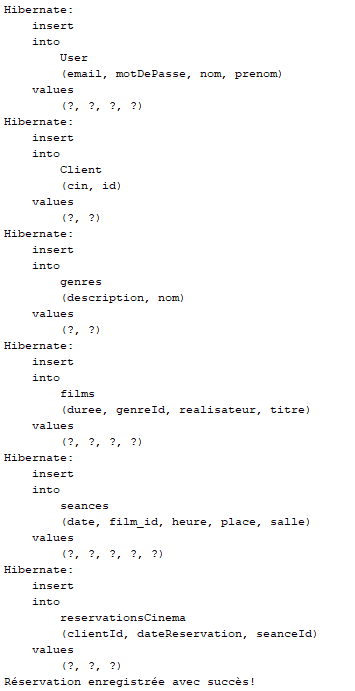 Hibernate:
    insert
    into
        User
        (email, motDePasse, nom, prenom)
    values
        (?, ?, ?, ?)
Hibernate:
    insert
    into
        Client
        (cin, id)
    values
        (?, ?)
Hibernate:
    insert
    into
        genres
        (description, nom)
    values
        (?, ?)
Hibernate:
    insert
    into
        films
        (duree, genreId, realisateur, titre)
    values
        (?, ?, ?, ?)
Hibernate:
    insert
    into
        seances
        (date, film_id, heure, place, salle)
    values
        (?, ?, ?, ?, ?)
Hibernate:
    insert
    into
        reservationsCinema
        (clientId, dateReservation, seanceId)
    values
        (?, ?, ?)
Réservation enregistrée avec succès!